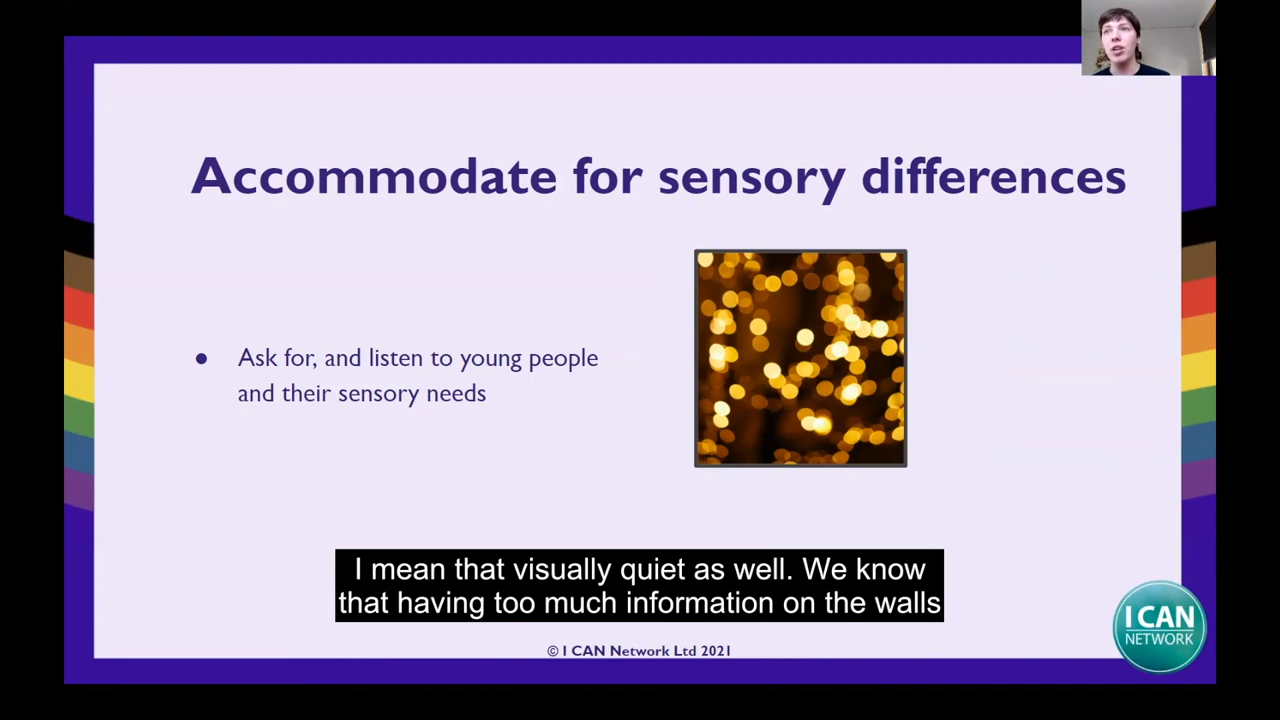 Accommodate for sensory differences
● Ask for, and listen to young people
and their sensory needs
I mean that visually quiet as well. We know
that having too much information on the walls
© I CAN Network Ltd 2021
I CAN
NETWORK